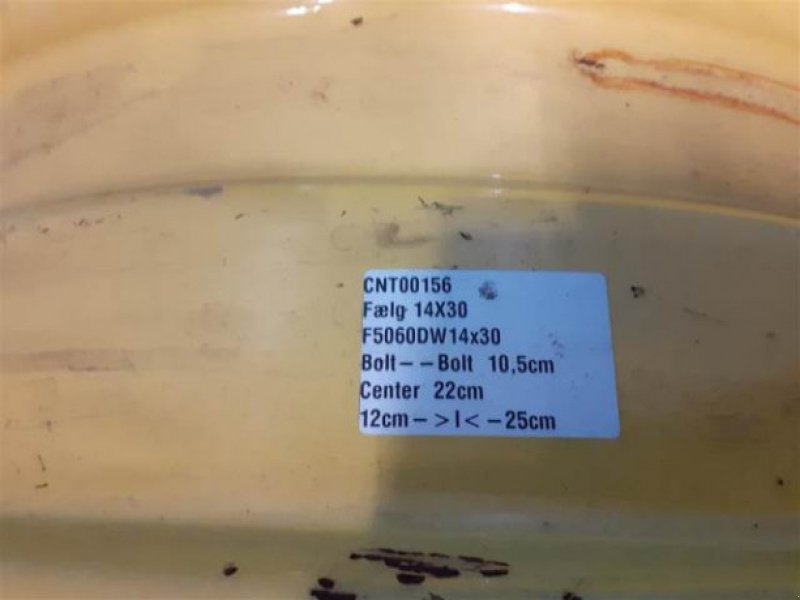 CNT00156
Fælg 14X30
F5060DW14x30
Bolt--Bolt 10,5cm
Center 22cm
12cm->I<-25cm